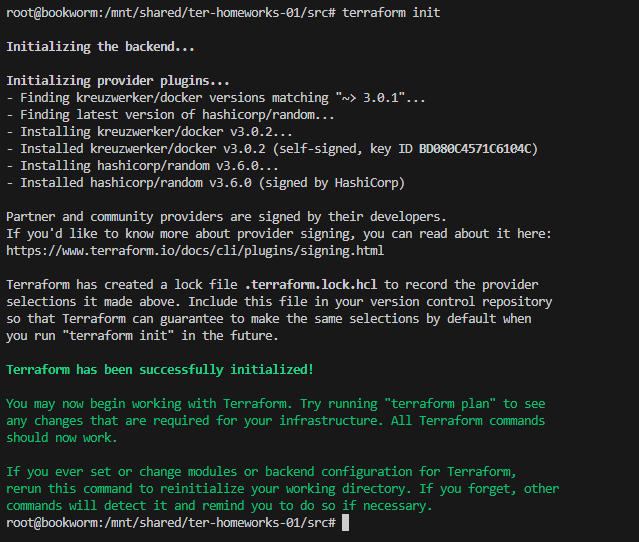 root@bookworm:/mnt/shared/ter-homeworks-01/src# terraform init
Initializing the backend...
Initializing provider plugins...
- Finding kreuzwerker/docker versions matching "~> 3.0.1"...
- Finding latest version of hashicorp/random...
- Installing kreuzwerker/docker v3.0.2...
- Installed kreuzwerker/docker v3.0.2 (self-signed, key ID BD080C4571C6104C)
- Installing hashicorp/random v3.6.0...
- Installed hashicorp/random v3.6.0 (signed by HashiCorp)
Partner and community providers are signed by their developers.
If you'd like to know more about provider signing, you can read about it here:
https://www.terraform.io/docs/cli/plugins/signing.html
Terraform has created a lock file .terraform.lock.hcl to record the provider
selections it made above. Include this file in your version control repository
so that Terraform can guarantee to make the same selections by default when
you run "terraform init" in the future.
Terraform has been successfully initialized!
You may now begin working with Terraform. Try running "terraform plan" to see
any changes that are required for your infrastructure. All Terraform commands
should now work.
If you ever set or change modules or backend configuration for Terraform,
rerun this command to reinitialize your working directory. If you forget, other
commands will detect it and remind you to do so if necessary.
root@bookworm:/mnt/shared/ter-homeworks-01/src#